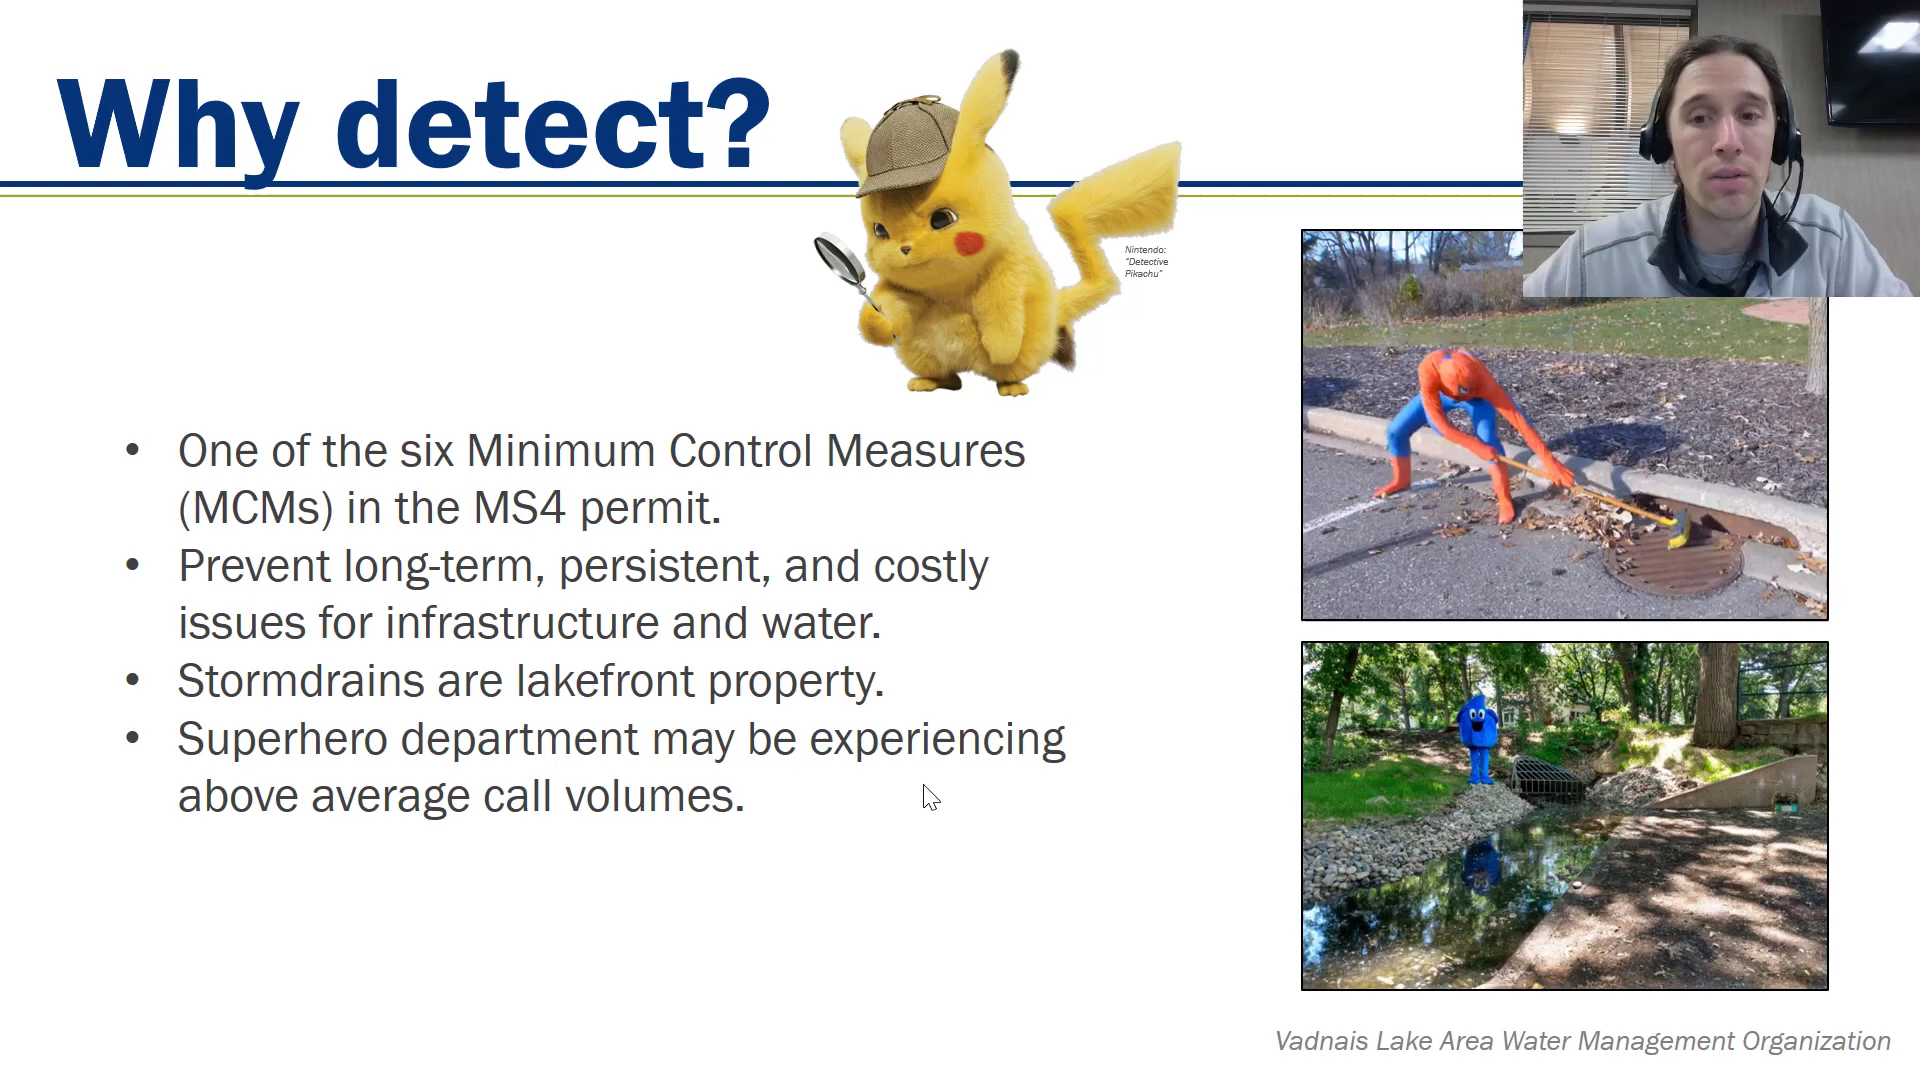 Why detect?
Nintendo:
"Detective
Pikachu"
• One of the six Minimum Control Measures
(MCMs) in the MS4 permit.
• Prevent long-term, persistent, and costly
issues for infrastructure and water.
• Stormdrains are lakefront property.
• Superhero department may be experiencing
above average call volumes.
Vadnais Lake Area Water Management Organization